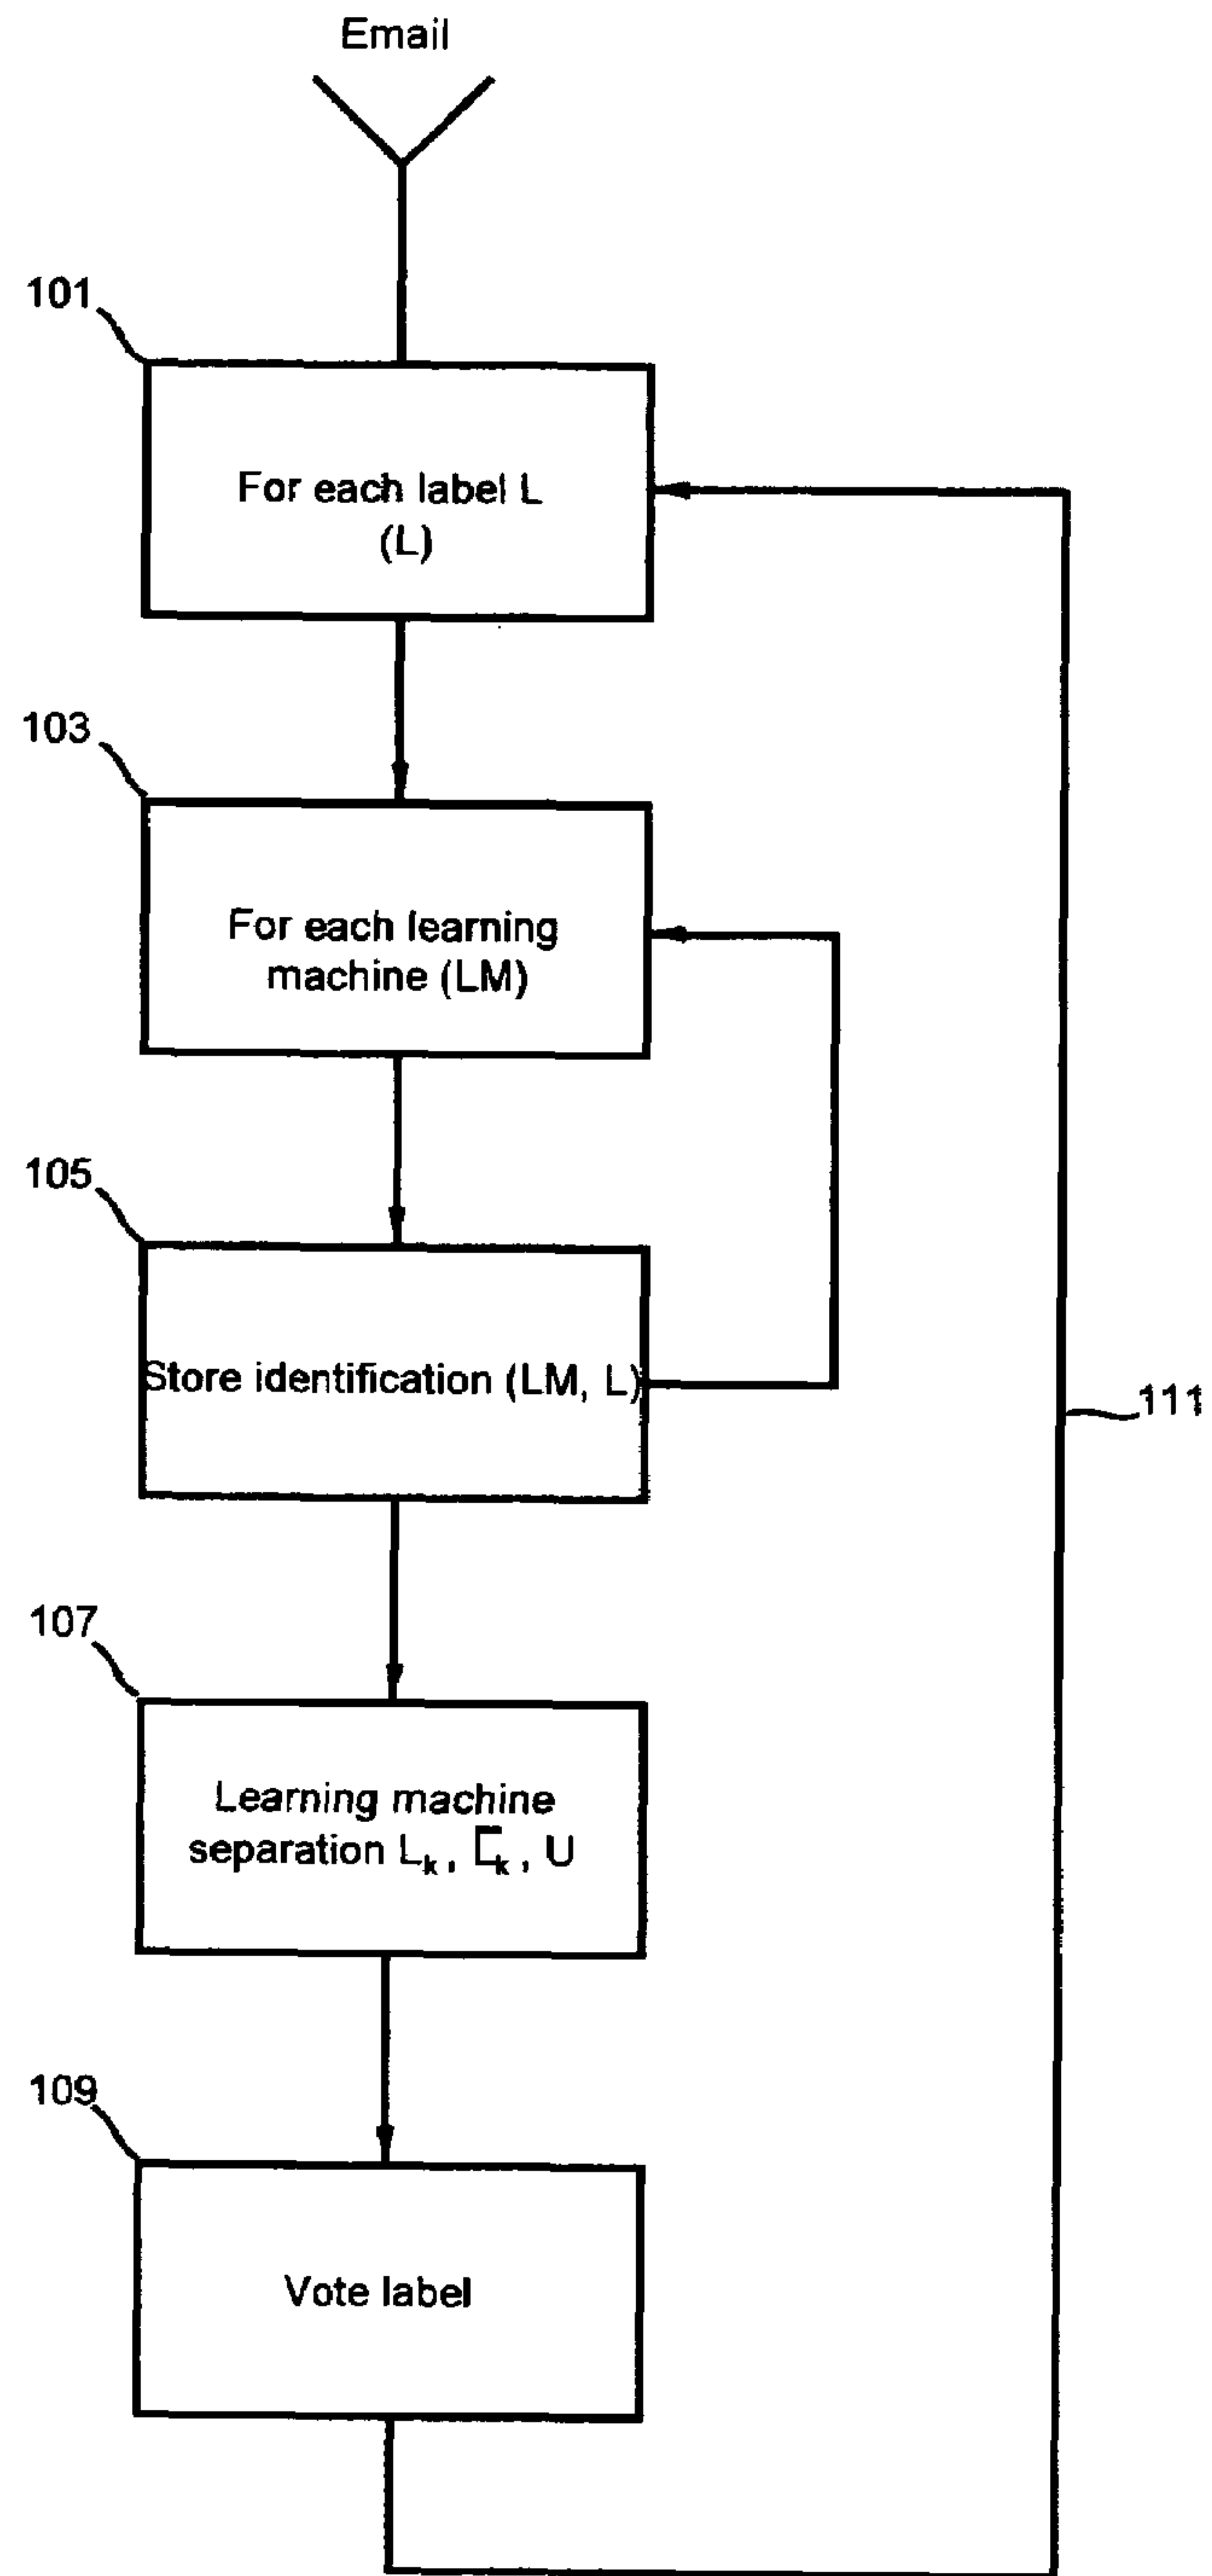 Email
101
For each label L
(L)
103
For each learning
machine (LM)
105
Store identification (LM, L)
111
107
Learning machine
separation Lₖ, L̅ₖ, U
109
Vote label